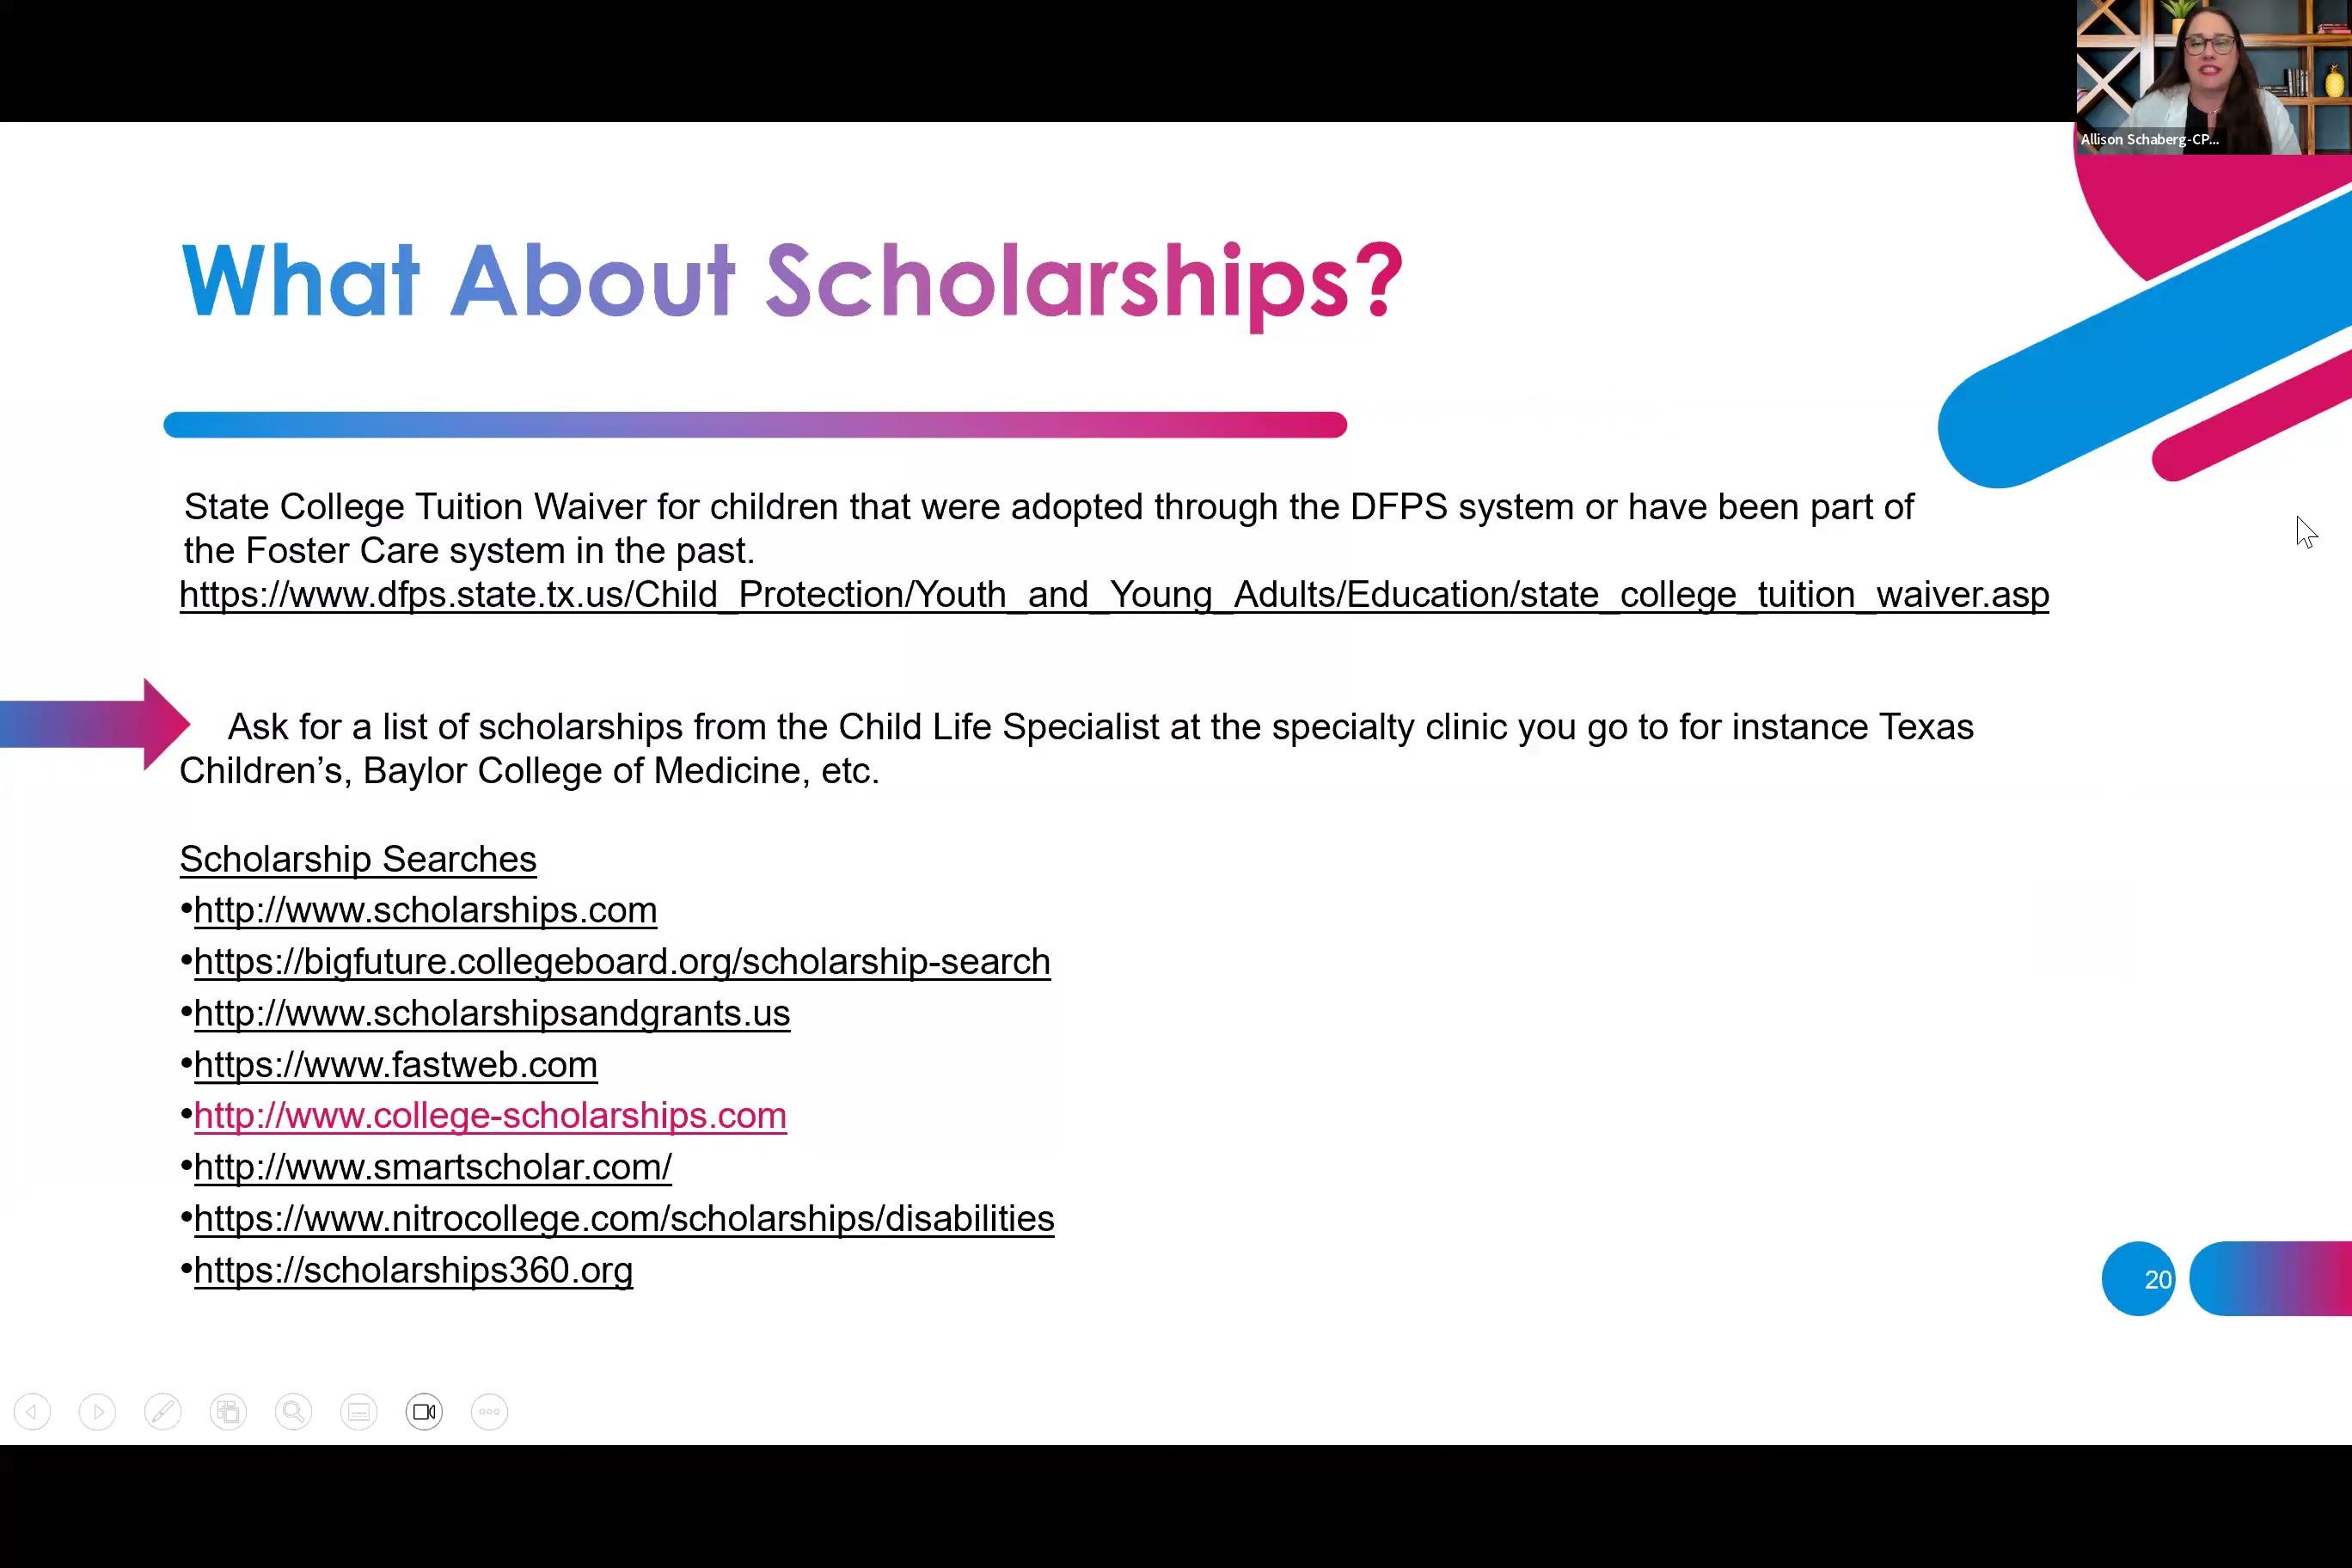 Allison Schaberg-CP...
What About Scholarships?
State College Tuition Waiver for children that were adopted through the DFPS system or have been part of
the Foster Care system in the past.
https://www.dfps.state.tx.us/Child_Protection/Youth_and_Young_Adults/Education/state_college_tuition_waiver.asp
Ask for a list of scholarships from the Child Life Specialist at the specialty clinic you go to for instance Texas
Children’s, Baylor College of Medicine, etc.
Scholarship Searches
•http://www.scholarships.com
•https://bigfuture.collegeboard.org/scholarship-search
•http://www.scholarshipsandgrants.us
•https://www.fastweb.com
•http://www.college-scholarships.com
•http://www.smartscholar.com/
•https://www.nitrocollege.com/scholarships/disabilities
•https://scholarships360.org
20